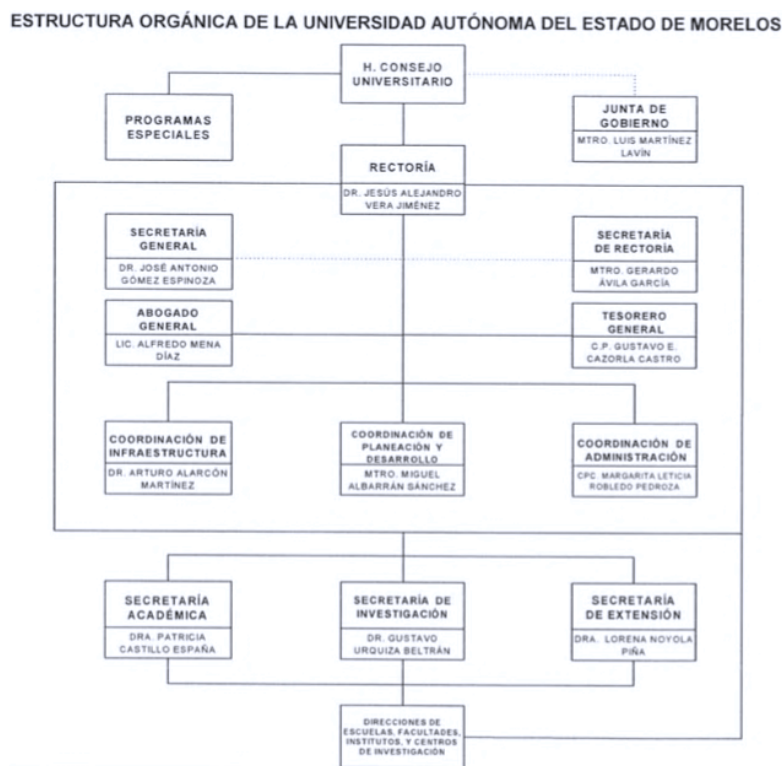 ESTRUCTURA ORGÁNICA DE LA UNIVERSIDAD AUTÓNOMA DEL ESTADO DE MORELOS
H. CONSEJO
UNIVERSITARIO
PROGRAMAS
ESPECIALES
JUNTA DE
GOBIERNO
MTRO. LUIS MARTÍNEZ
LAVÍN
RECTORÍA
DR. JESÚS ALEJANDRO
VERA JIMÉNEZ
SECRETARÍA
GENERAL
DR. JOSÉ ANTONIO
GÓMEZ ESPINOZA
SECRETARÍA
DE RECTORÍA
MTRO. GERARDO
ÁVILA GARCÍA
ABOGADO
GENERAL
LIC. ALFREDO MENA
DÍAZ
TESORERO
GENERAL
C.P. GUSTAVO E.
CAZORLA CASTRO
COORDINACIÓN DE
INFRAESTRUCTURA
DR. ARTURO ALARCÓN
MARTÍNEZ
COORDINACIÓN DE
PLANEACIÓN Y
DESARROLLO
MTRO. MIGUEL
ALBARRÁN SÁNCHEZ
COORDINACIÓN DE
ADMINISTRACIÓN
CPC. MARGARITA LETICIA
ROBLEDO PEDROZA
SECRETARÍA
ACADÉMICA
DRA. PATRICIA
CASTILLO ESPAÑA
SECRETARÍA DE
INVESTIGACIÓN
DR. GUSTAVO
URQUIZA BELTRÁN
SECRETARÍA
DE EXTENSIÓN
DRA. LORENA NOYOLA
PIÑA
DIRECCIONES DE
ESCUELAS, FACULTADES,
INSTITUTOS, Y CENTROS
DE INVESTIGACIÓN